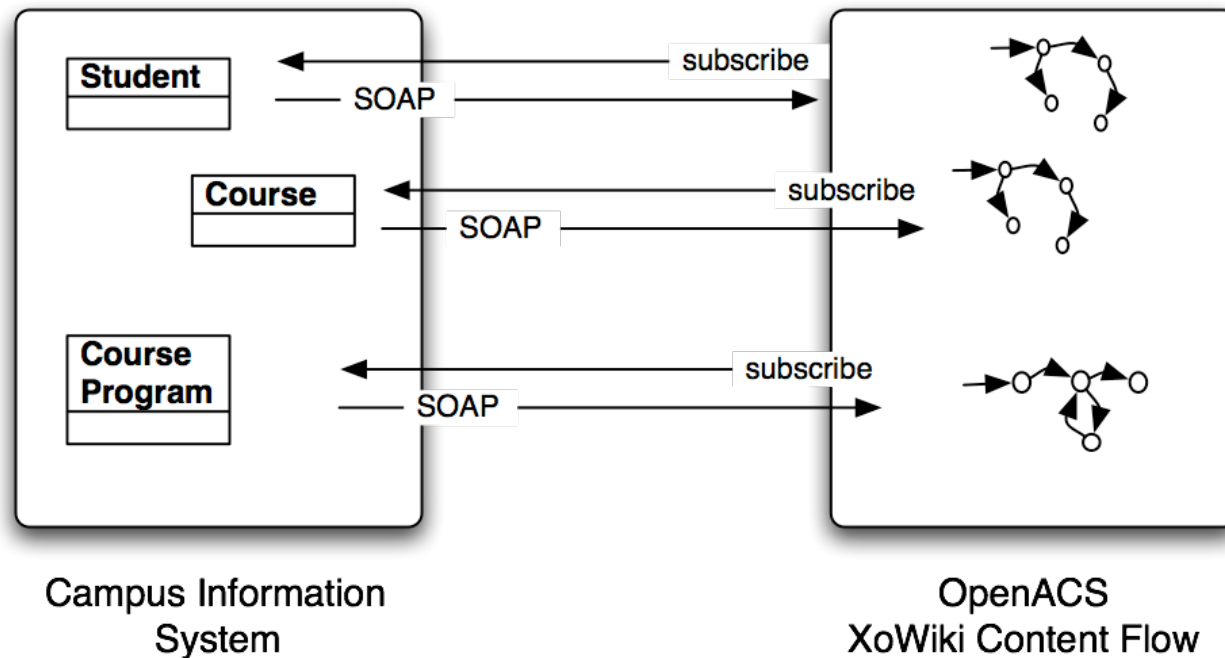 Student
subscribe
SOAP
Course
subscribe
SOAP
Course
Program
subscribe
SOAP
Campus Information
System
OpenACS
XoWiki Content Flow